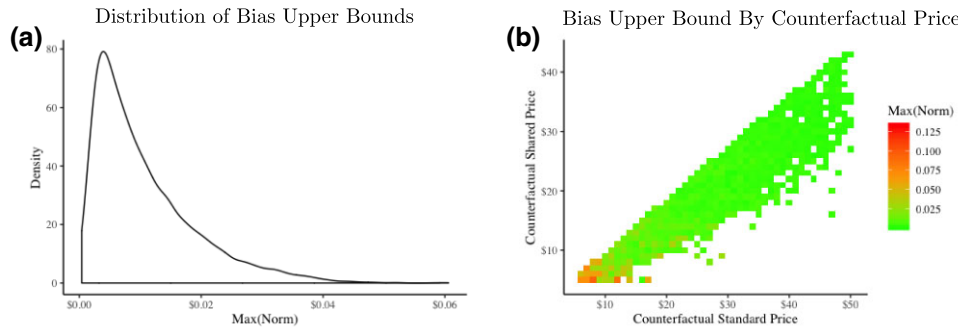 Distribution of Bias Upper Bounds
(a)
80
60
40
20
0
Density
$0.00
$0.02
$0.04
$0.06
Max(Norm)
Bias Upper Bound By Counterfactual Price
(b)
$40
$30
$20
$10
Counterfactual Shared Price
$10
$20
$30
$40
$50
Counterfactual Standard Price
Max(Norm)
0.125
0.100
0.075
0.050
0.025